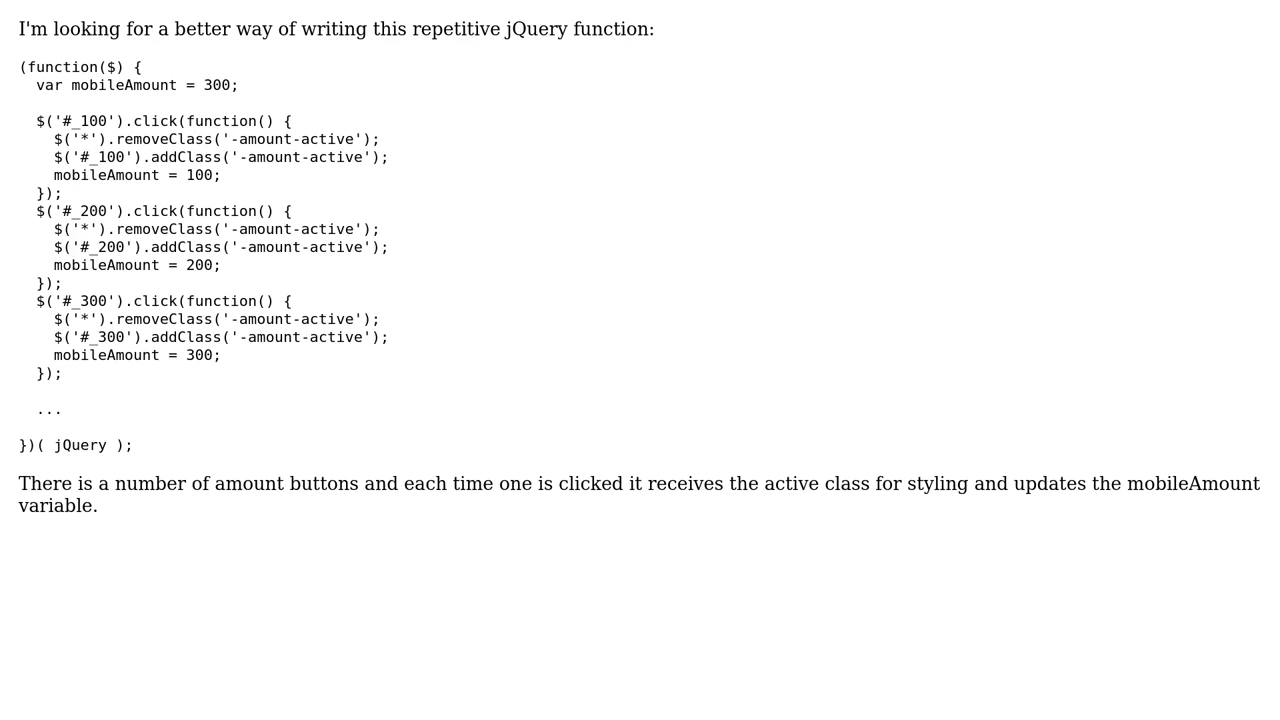 I'm looking for a better way of writing this repetitive jQuery function:
(function($) {
  var mobileAmount = 300;

  $('#_100').click(function() {
    $('*').removeClass('-amount-active');
    $('#_100').addClass('-amount-active');
    mobileAmount = 100;
  });
  $('#_200').click(function() {
    $('*').removeClass('-amount-active');
    $('#_200').addClass('-amount-active');
    mobileAmount = 200;
  });
  $('#_300').click(function() {
    $('*').removeClass('-amount-active');
    $('#_300').addClass('-amount-active');
    mobileAmount = 300;
  });

  ...

})( jQuery );
There is a number of amount buttons and each time one is clicked it receives the active class for styling and updates the mobileAmount
variable.